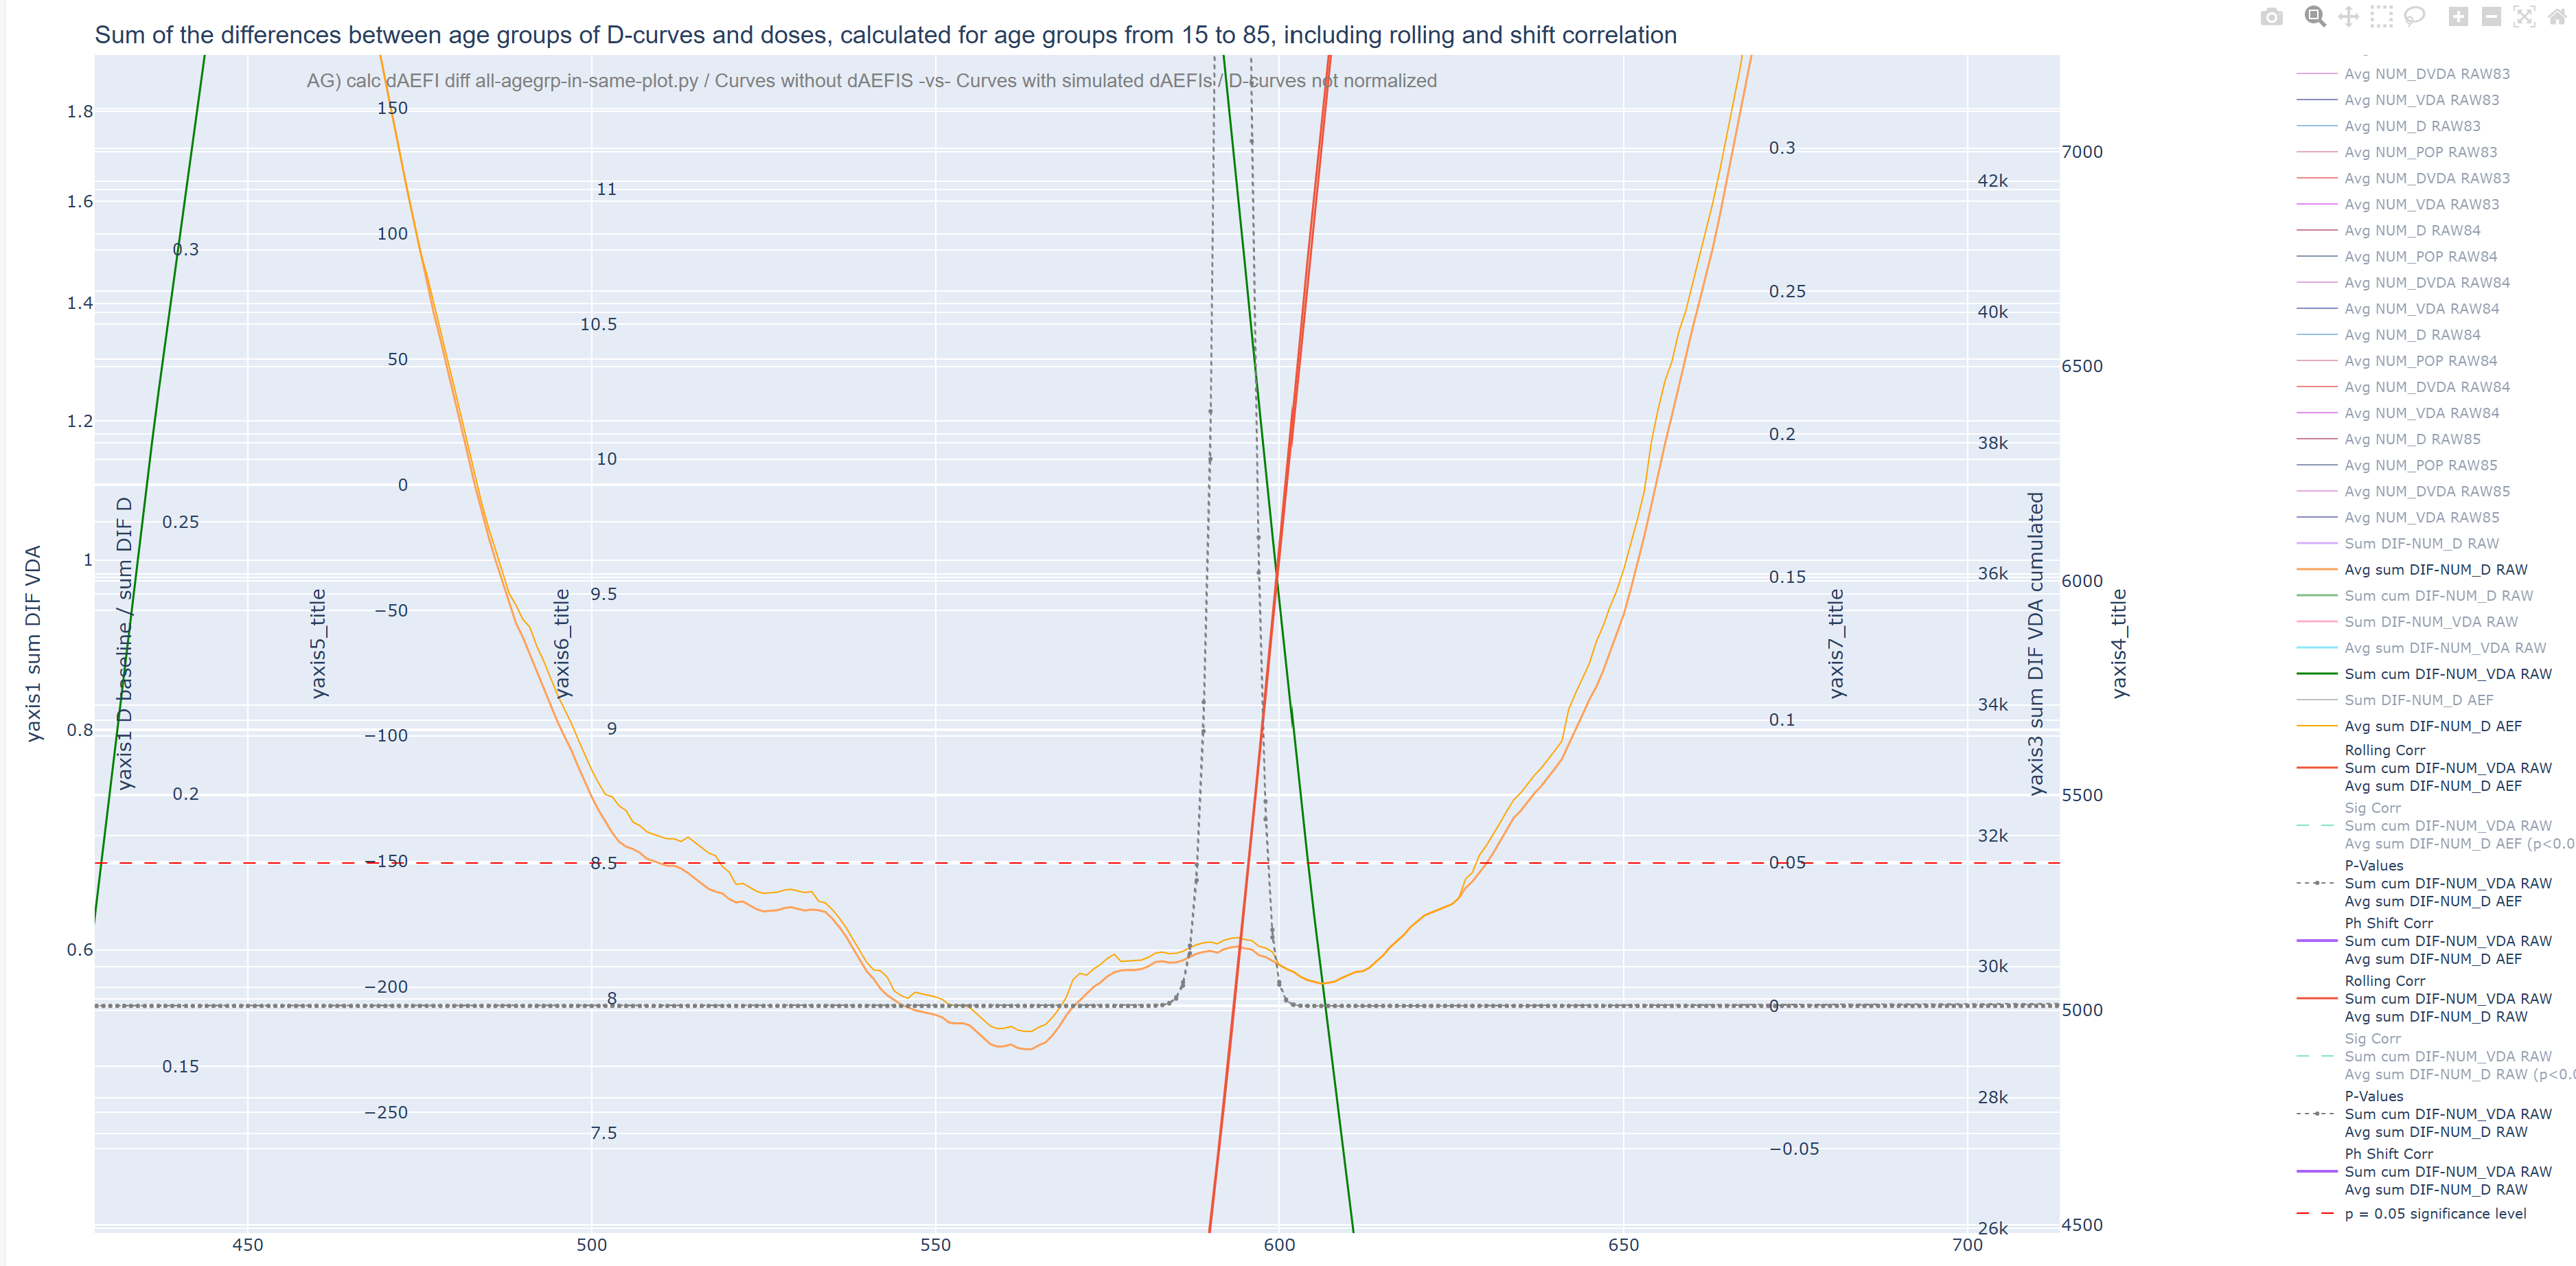 Sum of the differences between age groups of D-curves and doses, calculated for age groups from 15 to 85, including rolling and shift correlation
AG) calc dAEFI diff all-agegrp-in-same-plot.py / Curves without dAEFIS -vs- Curves with simulated dAEFIs / D-curves not normalized
yaxis1 sum DIF VDA
1.8
1.6
1.4
1.2
1
0.8
0.6
yaxis1 D baseline / sum DIF D
0.3
0.25
0.2
0.15
yaxis5_title
150
100
50
0
−50
−100
−150
−200
−250
yaxis6_title
11
10.5
10
9.5
9
8.5
8
7.5
0.3
0.25
0.2
0.15
0.1
0.05
0
−0.05
yaxis7_title
42k
40k
38k
36k
34k
32k
30k
28k
26k
yaxis3 sum DIF VDA cumulated
7000
6500
6000
5500
5000
4500
yaxis4_title
450
500
550
600
650
700
Avg NUM_DVDA RAW83
Avg NUM_VDA RAW83
Avg NUM_D RAW83
Avg NUM_POP RAW83
Avg NUM_DVDA RAW83
Avg NUM_VDA RAW83
Avg NUM_D RAW84
Avg NUM_POP RAW84
Avg NUM_DVDA RAW84
Avg NUM_VDA RAW84
Avg NUM_D RAW84
Avg NUM_POP RAW84
Avg NUM_DVDA RAW84
Avg NUM_VDA RAW84
Avg NUM_D RAW85
Avg NUM_POP RAW85
Avg NUM_DVDA RAW85
Avg NUM_VDA RAW85
Sum DIF-NUM_D RAW
Avg sum DIF-NUM_D RAW
Sum cum DIF-NUM_D RAW
Sum DIF-NUM_VDA RAW
Avg sum DIF-NUM_VDA RAW
Sum cum DIF-NUM_VDA RAW
Sum DIF-NUM_D AEF
Avg sum DIF-NUM_D AEF
Rolling Corr
Sum cum DIF-NUM_VDA RAW
Avg sum DIF-NUM_D AEF
Sig Corr
Sum cum DIF-NUM_VDA RAW
Avg sum DIF-NUM_D AEF (p<0.0
P-Values
Sum cum DIF-NUM_VDA RAW
Avg sum DIF-NUM_D AEF
Ph Shift Corr
Sum cum DIF-NUM_VDA RAW
Avg sum DIF-NUM_D AEF
Rolling Corr
Sum cum DIF-NUM_VDA RAW
Avg sum DIF-NUM_D RAW
Sig Corr
Sum cum DIF-NUM_VDA RAW
Avg sum DIF-NUM_D RAW (p<0.0
P-Values
Sum cum DIF-NUM_VDA RAW
Avg sum DIF-NUM_D RAW
Ph Shift Corr
Sum cum DIF-NUM_VDA RAW
Avg sum DIF-NUM_D RAW
p = 0.05 significance level